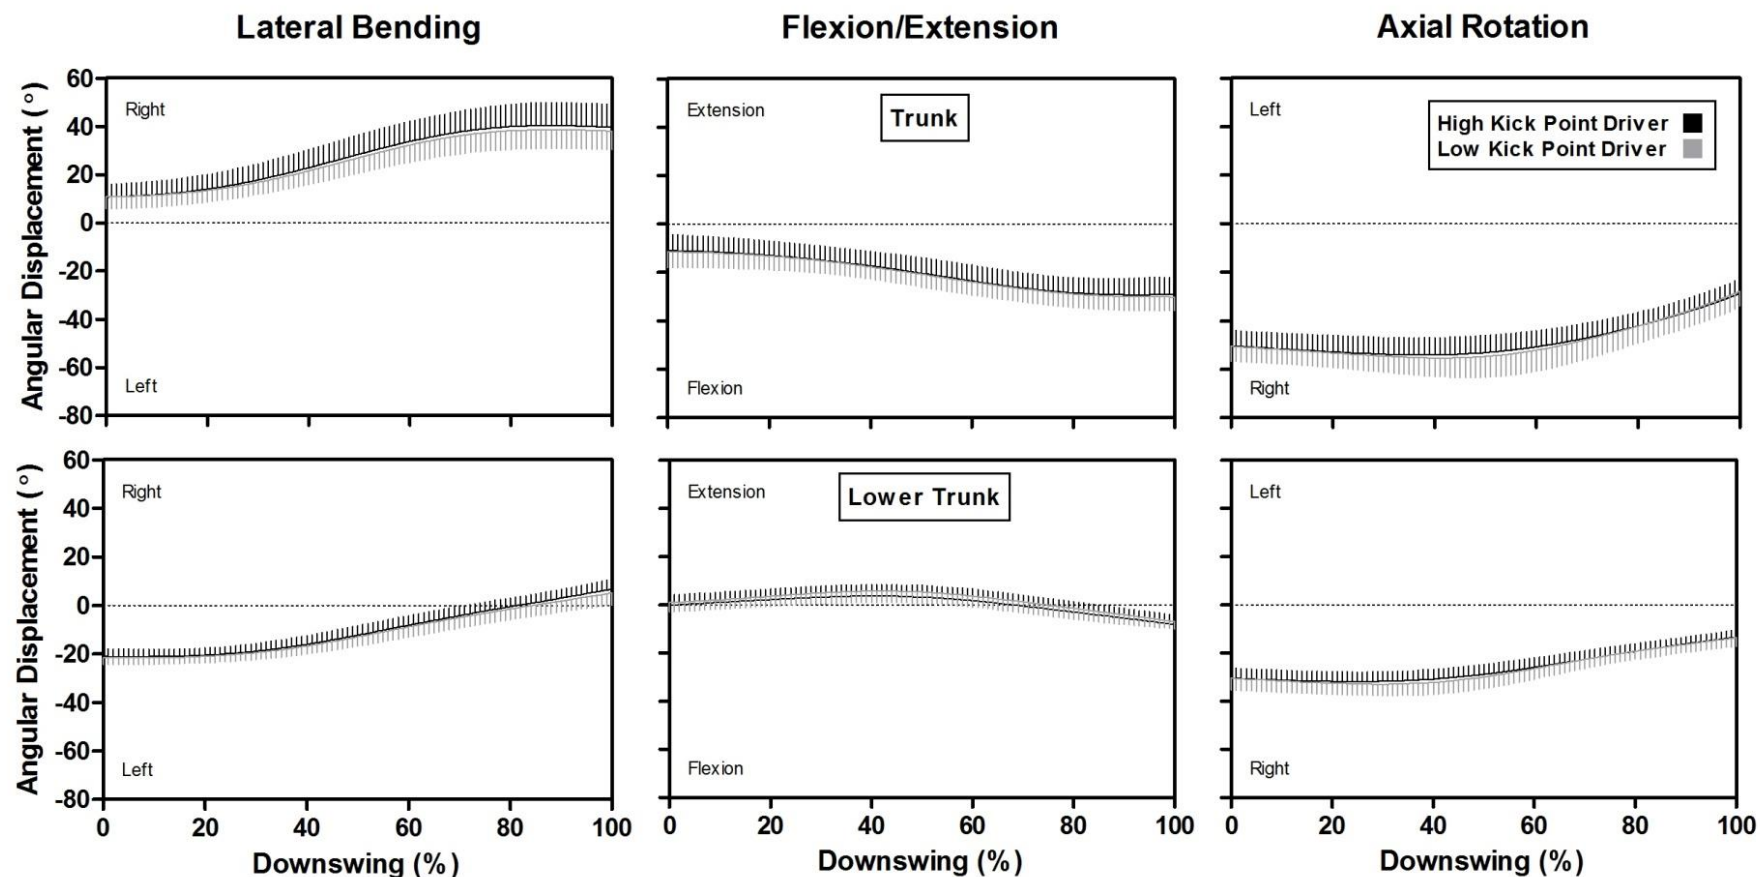 Lateral Bending Flexion/Extension Axial Rotation
Angular Displacement (°)
60
40
20
0
-20
-40
-60
-80
Right
Left
Extension
Trunk
Flexion
Left
High Kick Point Driver
Low Kick Point Driver
Right
Angular Displacement (°)
60
40
20
0
-20
-40
-60
-80
Right
Left
Extension
Lower Trunk
Flexion
Left
Right
0 20 40 60 80 100 0 20 40 60 80 100 0 20 40 60 80 100
Downswing (%) Downswing (%) Downswing (%)